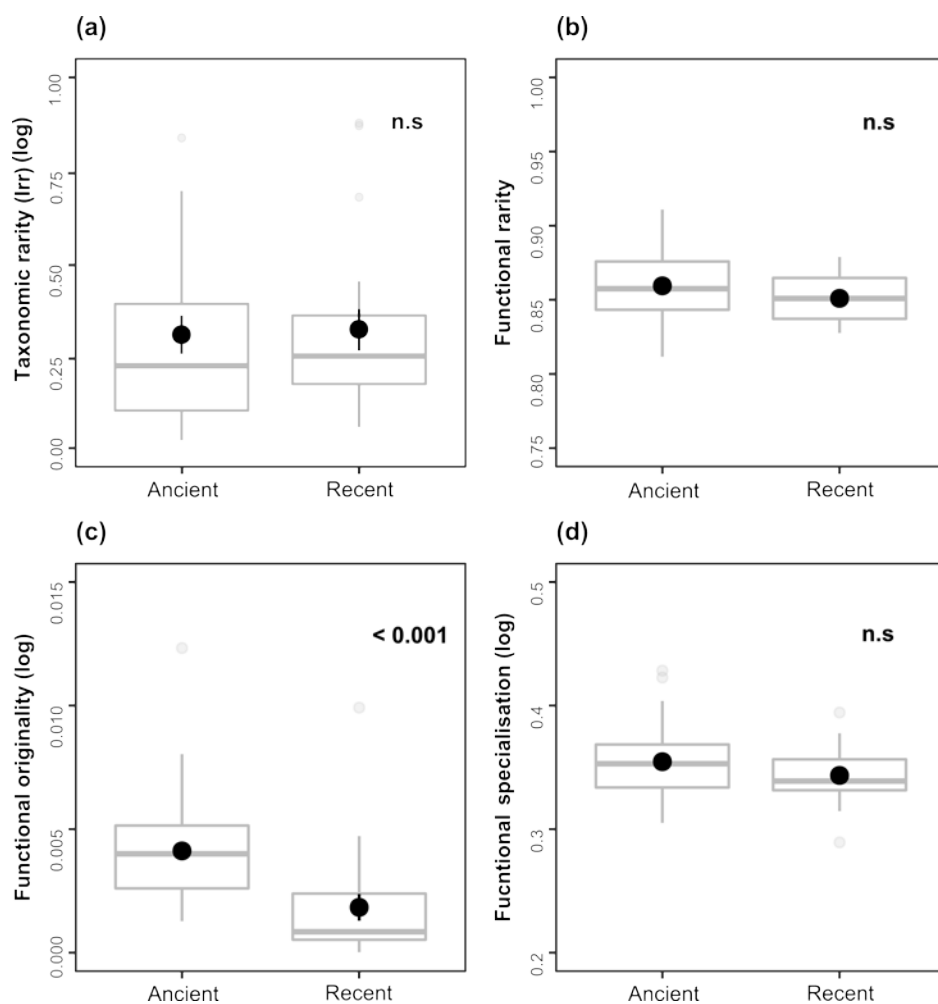 (a)
Taxonomic rarity (Irr) (log)
1.00
0.75
0.50
0.25
0.00
n.s
Ancient
Recent
(b)
Functional rarity
1.00
0.95
0.90
0.85
0.80
0.75
n.s
Ancient
Recent
(c)
Functional originality (log)
0.015
0.010
0.005
0.000
< 0.001
Ancient
Recent
(d)
Fucntional specialisation (log)
0.5
0.4
0.3
0.2
n.s
Ancient
Recent